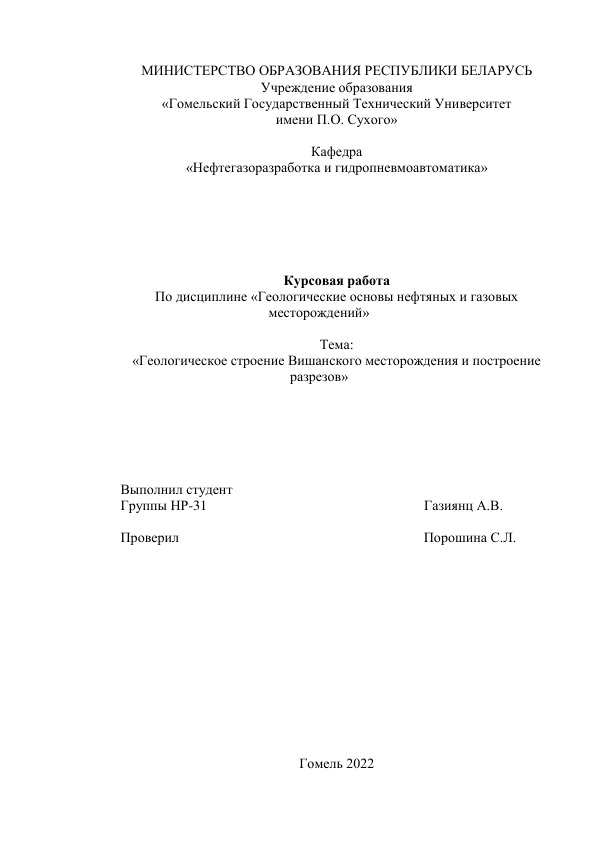 МИНИСТЕРСТВО ОБРАЗОВАНИЯ РЕСПУБЛИКИ БЕЛАРУСЬ
Учреждение образования
«Гомельский Государственный Технический Университет
имени П.О. Сухого»
Кафедра
«Нефтегазоразработка и гидропневмоавтоматика»
Курсовая работа
По дисциплине «Геологические основы нефтяных и газовых
месторождений»
Тема:
«Геологическое строение Вишанского месторождения и построение
разрезов»
Выполнил студент
Группы НР-31 Газиянц А.В.
Проверил Порошина С.Л.
Гомель 2022